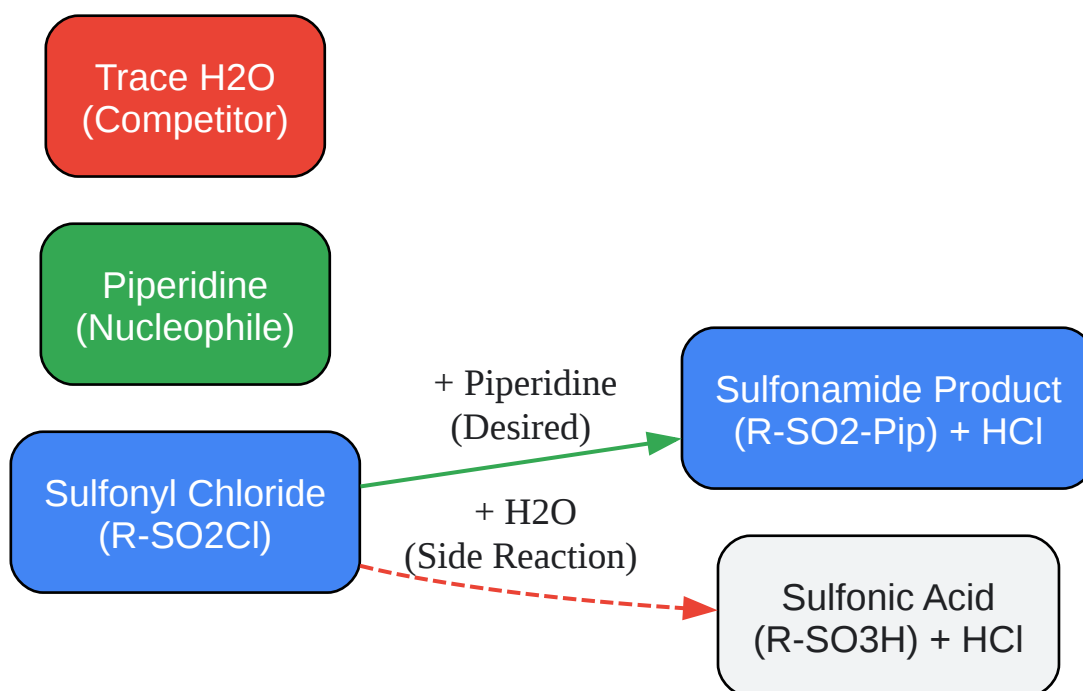 Trace H2O
(Competitor)
Piperidine
(Nucleophile)
+ Piperidine
(Desired)
Sulfonamide Product
(R-SO2-Pip) + HCl
Sulfonyl Chloride
(R-SO2Cl)
+ H2O
(Side Reaction)
Sulfonic Acid
(R-SO3H) + HCl